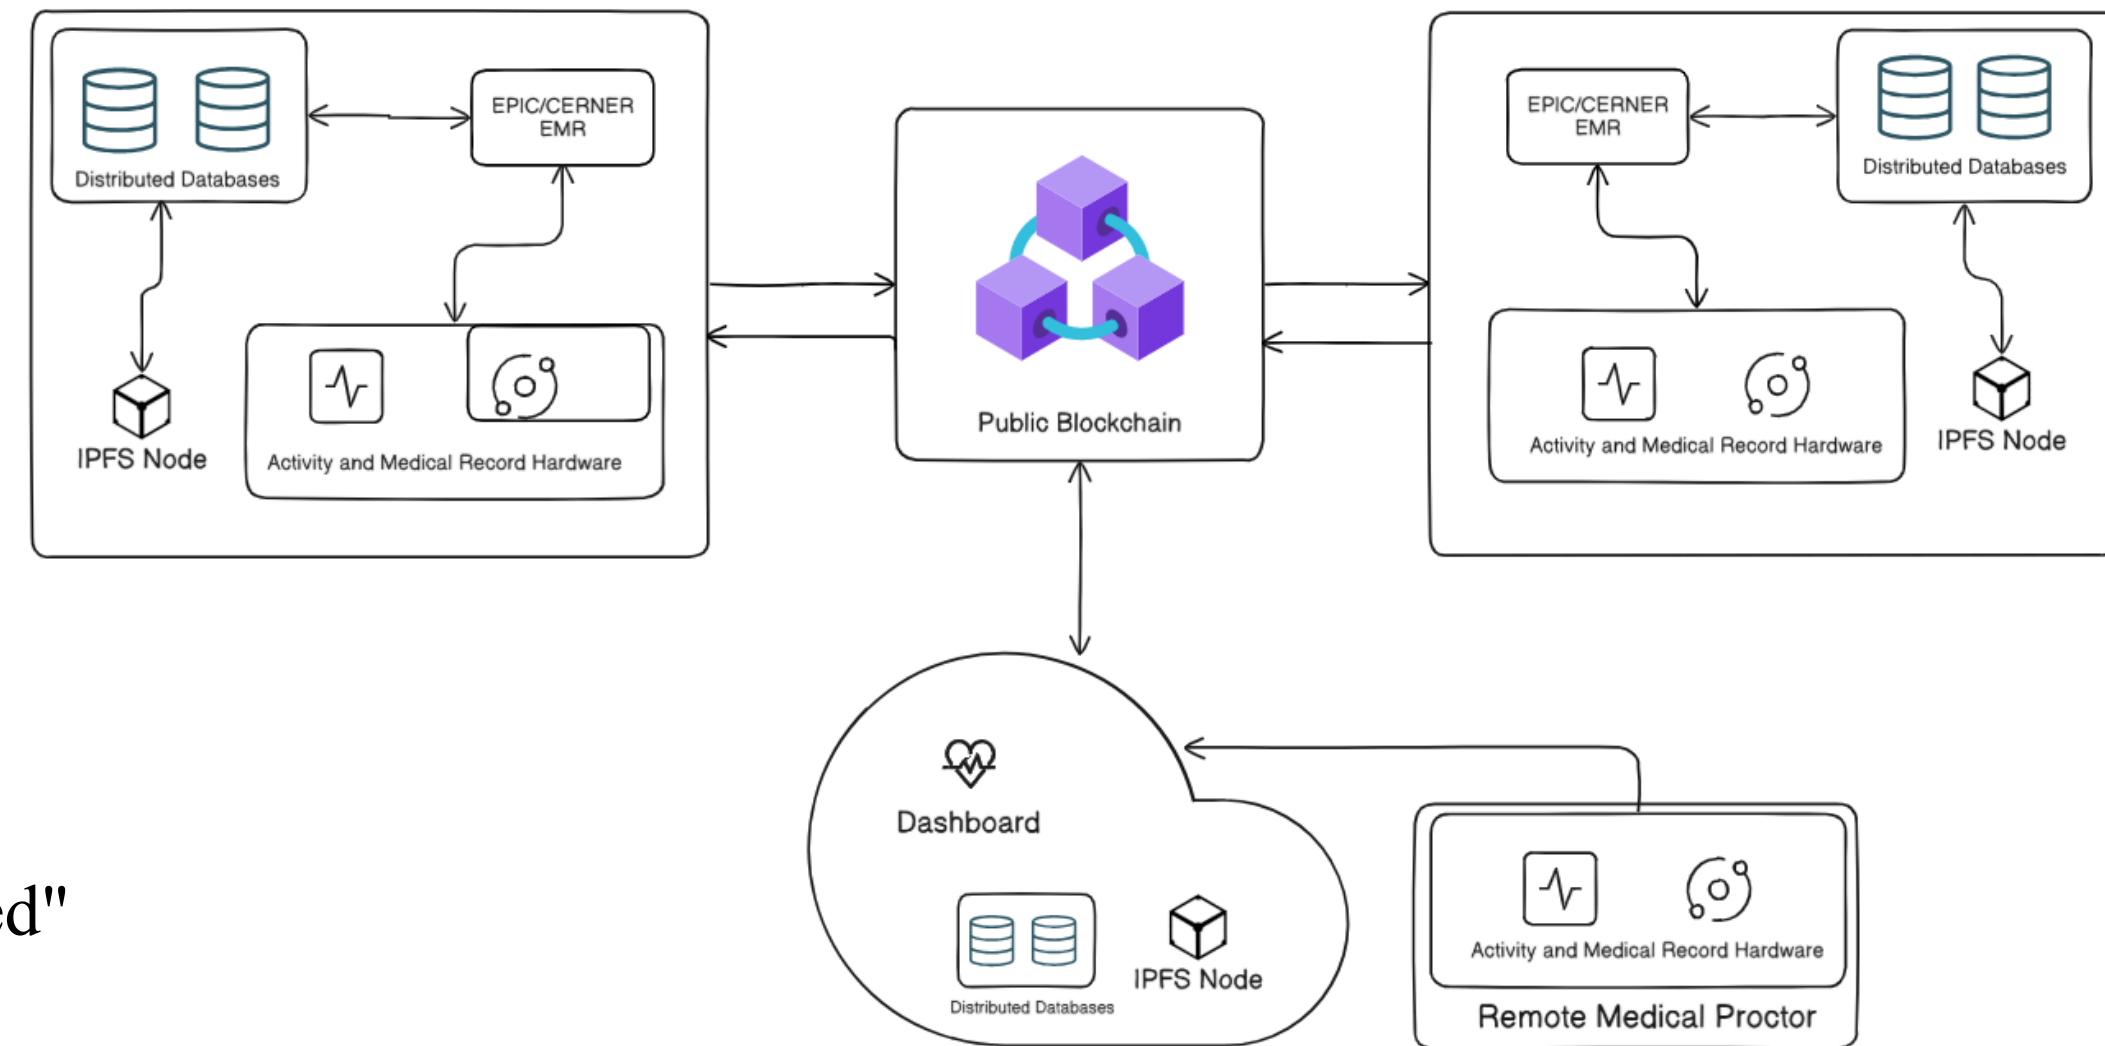 EPIC/CERNER
EMR
Distributed Databases
IPFS Node
Activity and Medical Record Hardware
Public Blockchain
EPIC/CERNER
EMR
Distributed Databases
Activity and Medical Record Hardware
IPFS Node
Dashboard
Distributed Databases
IPFS Node
Activity and Medical Record Hardware
Remote Medical Proctor